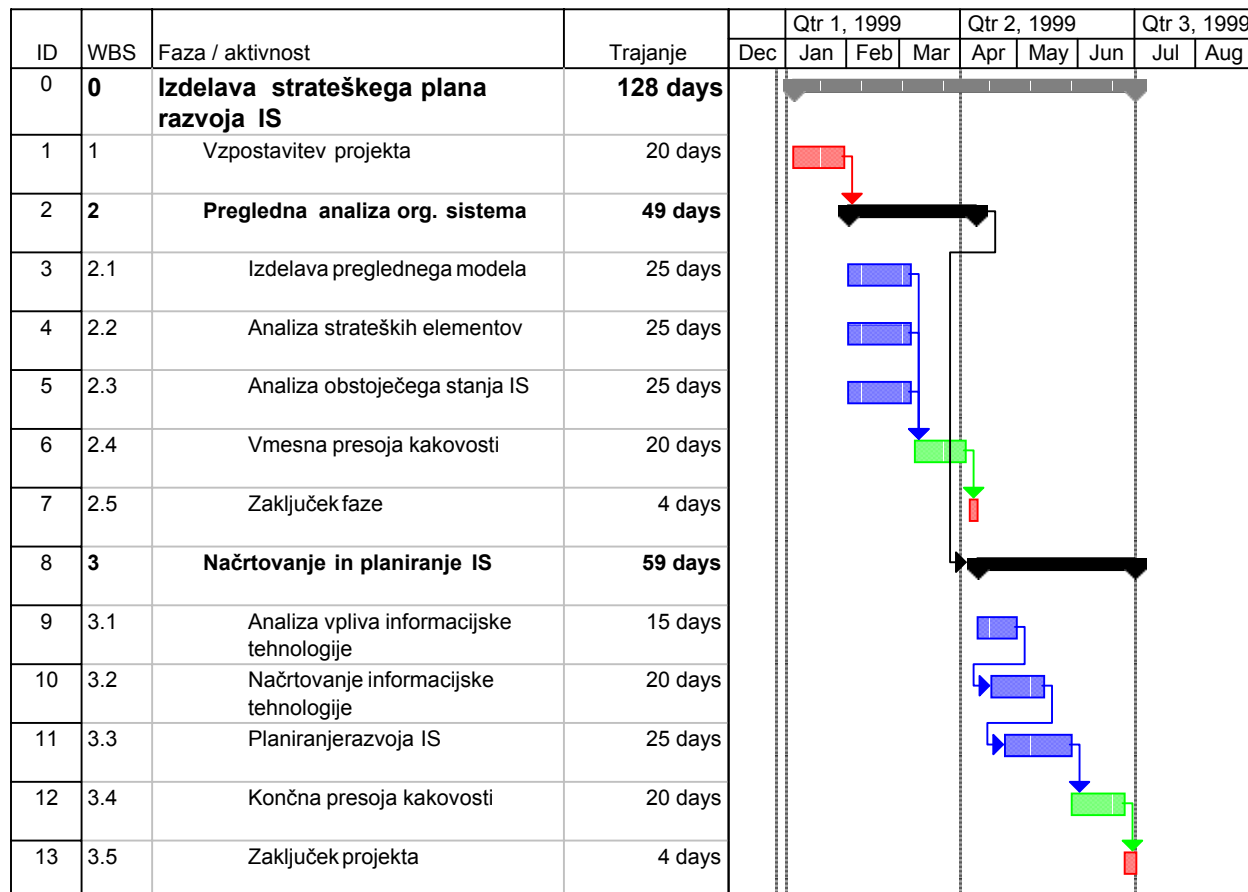 Qtr 1, 1999 Qtr 2, 1999 Qtr 3, 1999
ID WBS Faza / aktivnost Trajanje Dec Jan Feb Mar Apr May Jun Jul Aug
0 0 Izdelava strateškega plana 128 days
razvoja IS
1 1 Vzpostavitev projekta 20 days
2 2 Pregledna analiza org. sistema 49 days
3 2.1 Izdelava preglednega modela 25 days
4 2.2 Analiza strateških elementov 25 days
5 2.3 Analiza obstoječega stanja IS 25 days
6 2.4 Vmesna presoja kakovosti 20 days
7 2.5 Zaključek faze 4 days
8 3 Načrtovanje in planiranje IS 59 days
9 3.1 Analiza vpliva informacijske 15 days
tehnologije
10 3.2 Načrtovanje informacijske 20 days
tehnologije
11 3.3 Planiranjerazvoja IS 25 days
12 3.4 Končna presoja kakovosti 20 days
13 3.5 Zaključek projekta 4 days